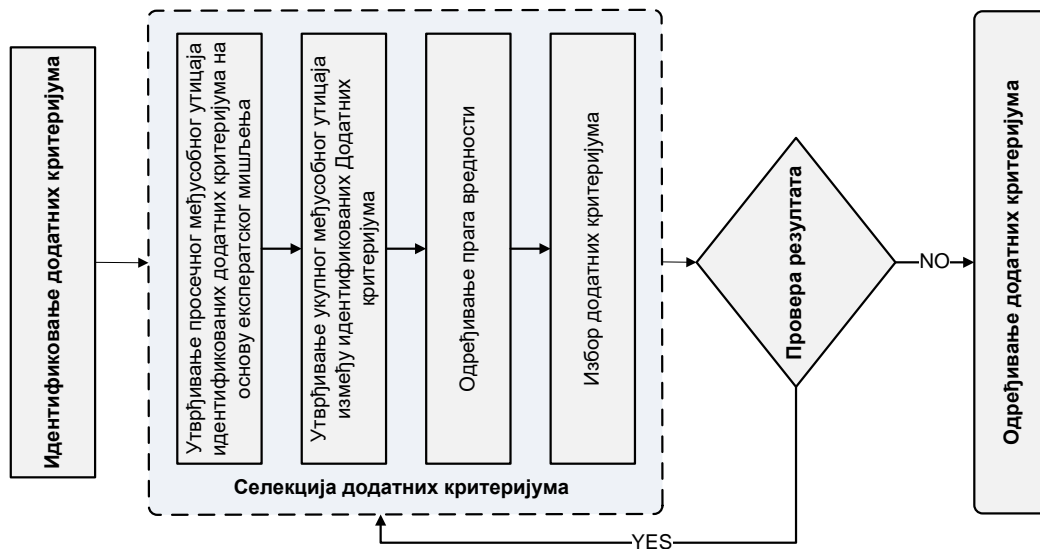 Идентификовање додатних критеријума
Утврђивање просечног међусобног утицаја
идентификованих додатних критеријума на
основу експератског мишљења
Утврђивање укупног међусобног утицаја
између идентификованих Додатних
критеријума
Одређивање прага вредности
Избор додатних критеријума
Селекција додатних критеријума
Провера резултата
YES
NO
Одређивање додатних критеријума